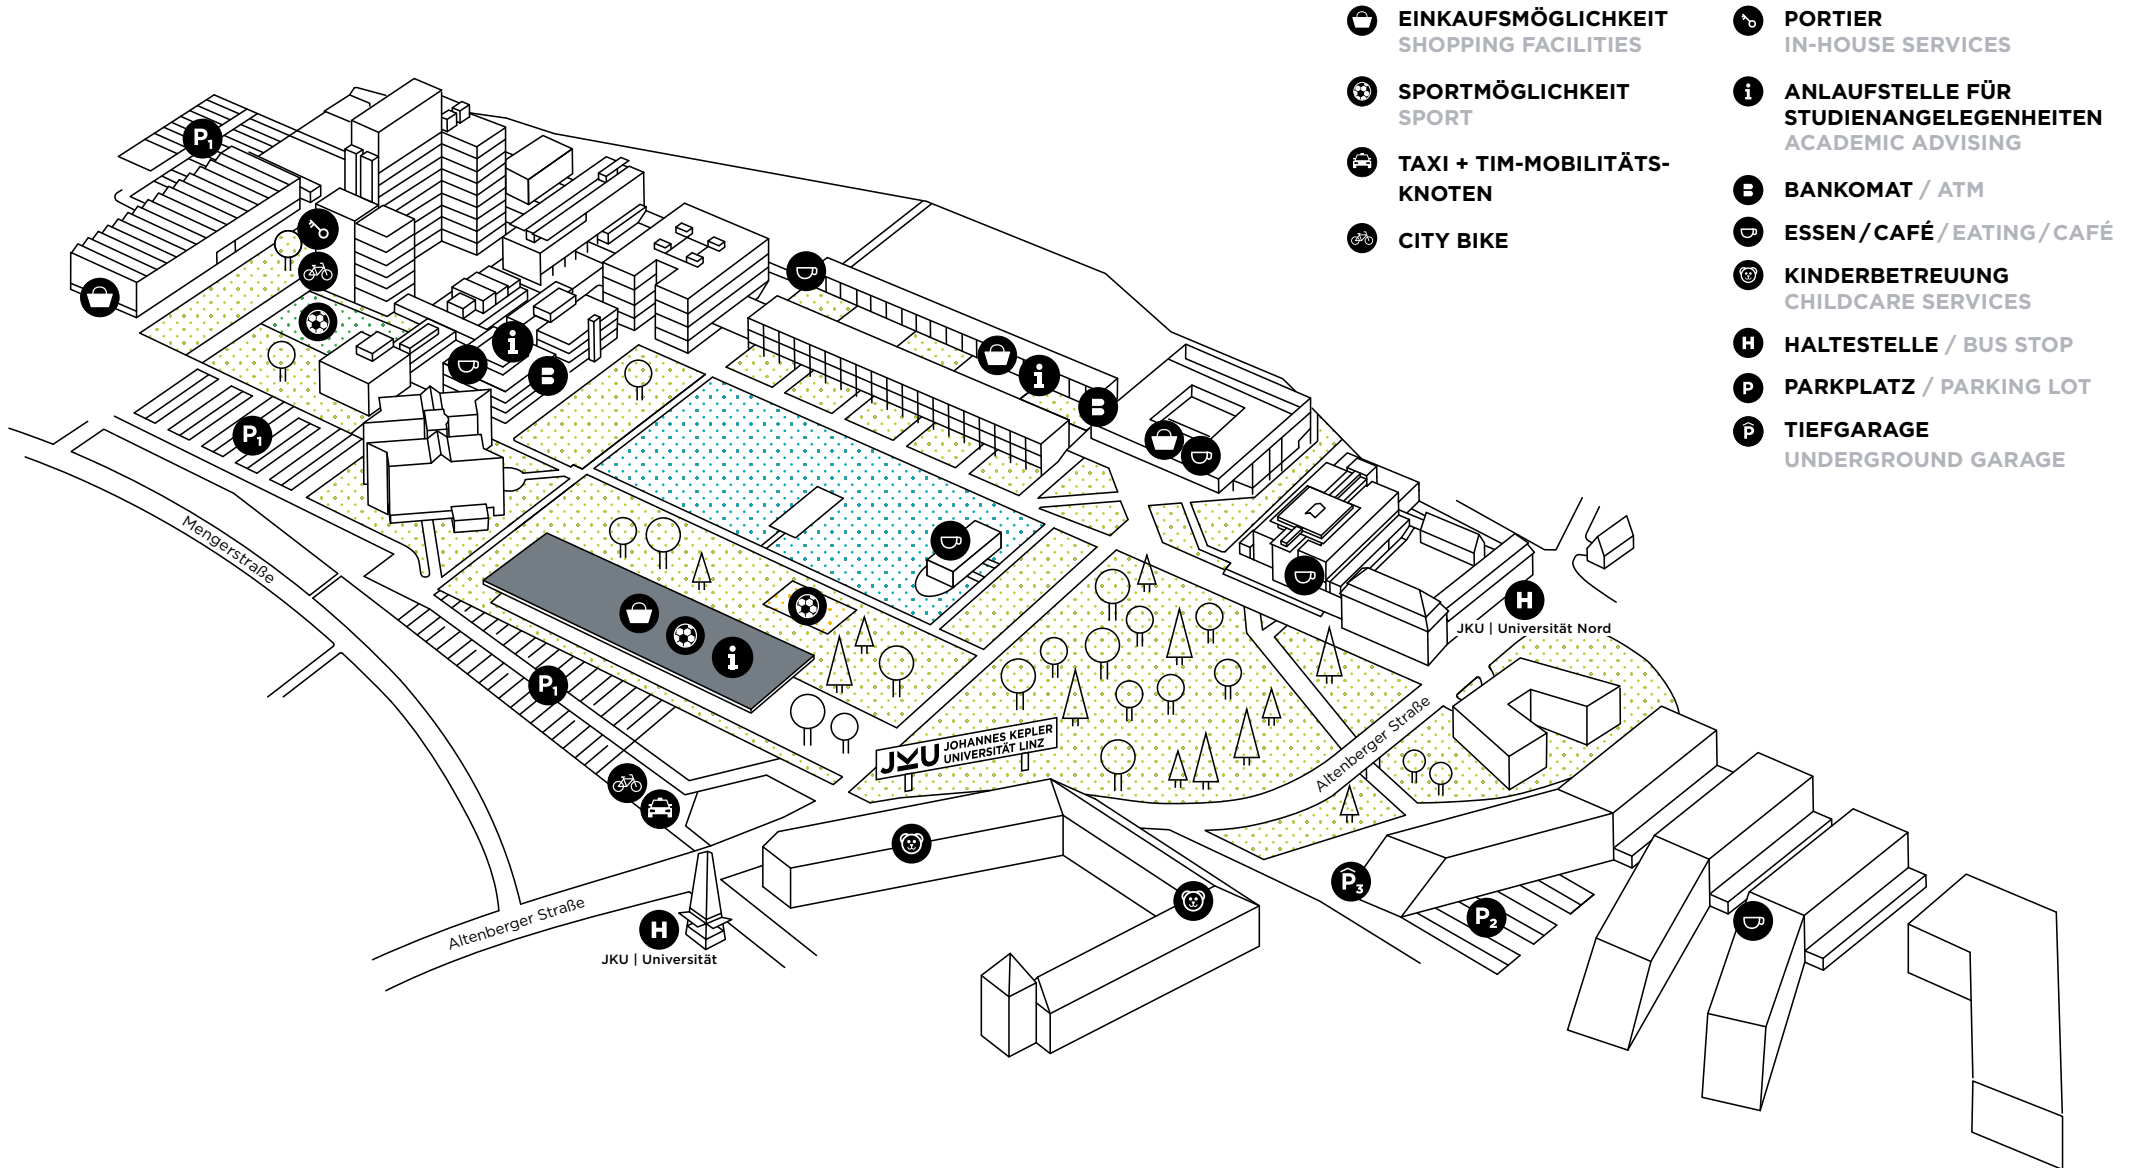 EINKAUFSMÖGLICHKEIT
SHOPPING FACILITIES
SPORTMÖGLICHKEIT
SPORT
TAXI + TIM-MOBILITÄTS-
KNOTEN
CITY BIKE
PORTIER
IN-HOUSE SERVICES
i
ANLAUFSTELLE FÜR
STUDIENANGELEGENHEITEN
ACADEMIC ADVISING
B
BANKOMAT / ATM
ESSEN / CAFÉ / EATING / CAFÉ
KINDERBETREUUNG
CHILDCARE SERVICES
H
HALTESTELLE / BUS STOP
P
PARKPLATZ / PARKING LOT
P
TIEFGARAGE
UNDERGROUND GARAGE
P1
i
B
i
B
P1
Mengerstraße
H
JKU | Universität Nord
i
P1
JKU JOHANNES KEPLER
UNIVERSITÄT LINZ
Altenberger Straße
P3
P2
Altenberger Straße
H
JKU | Universität